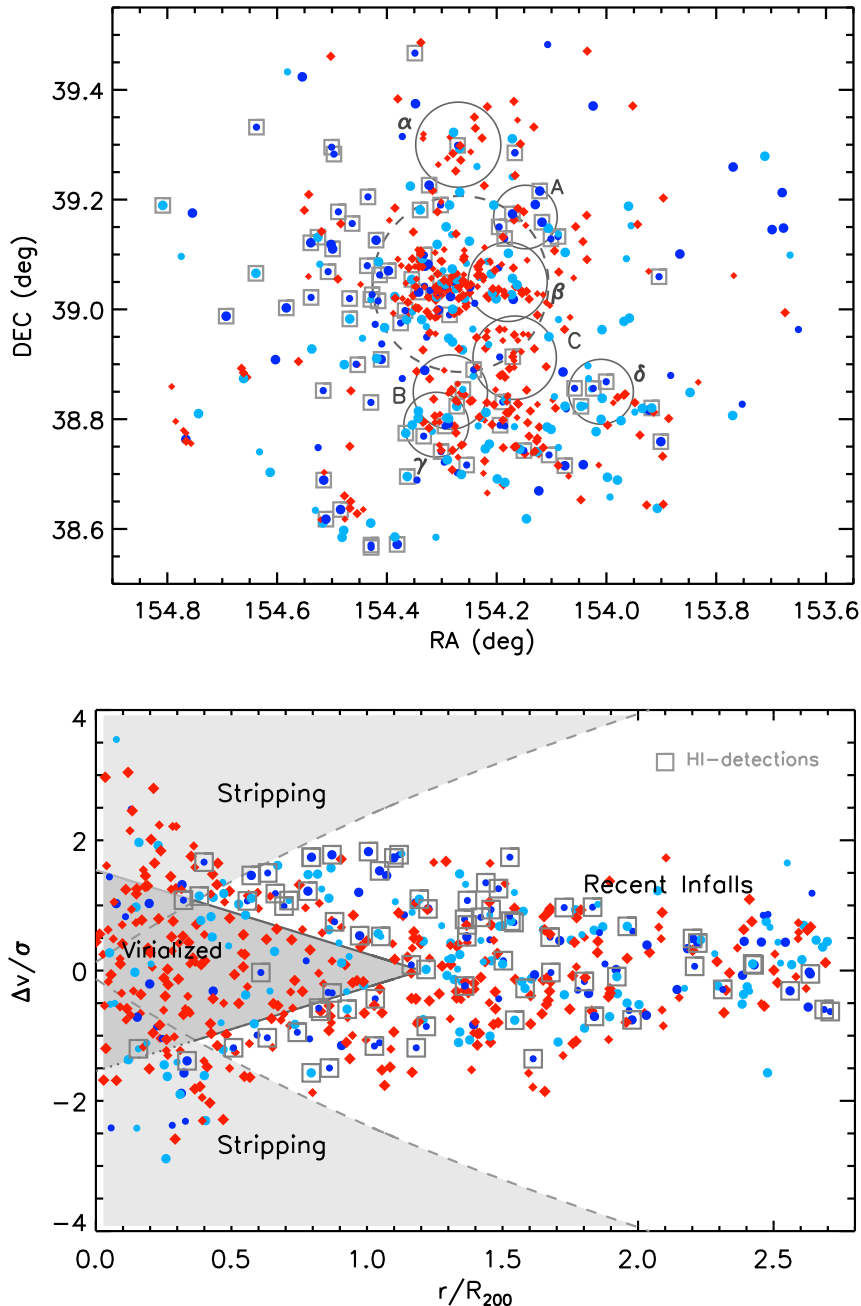 39.4
39.2
39.0
38.8
38.6
DEC (deg)
α
A
β
C
δ
B
γ
154.8 154.6 154.4 154.2 154.0 153.8 153.6
RA (deg)
4
2
0
−2
−4
Δv/σ
HI−detections
Stripping
Recent Infalls
Virialized
Stripping
0.0 0.5 1.0 1.5 2.0 2.5
r/R200